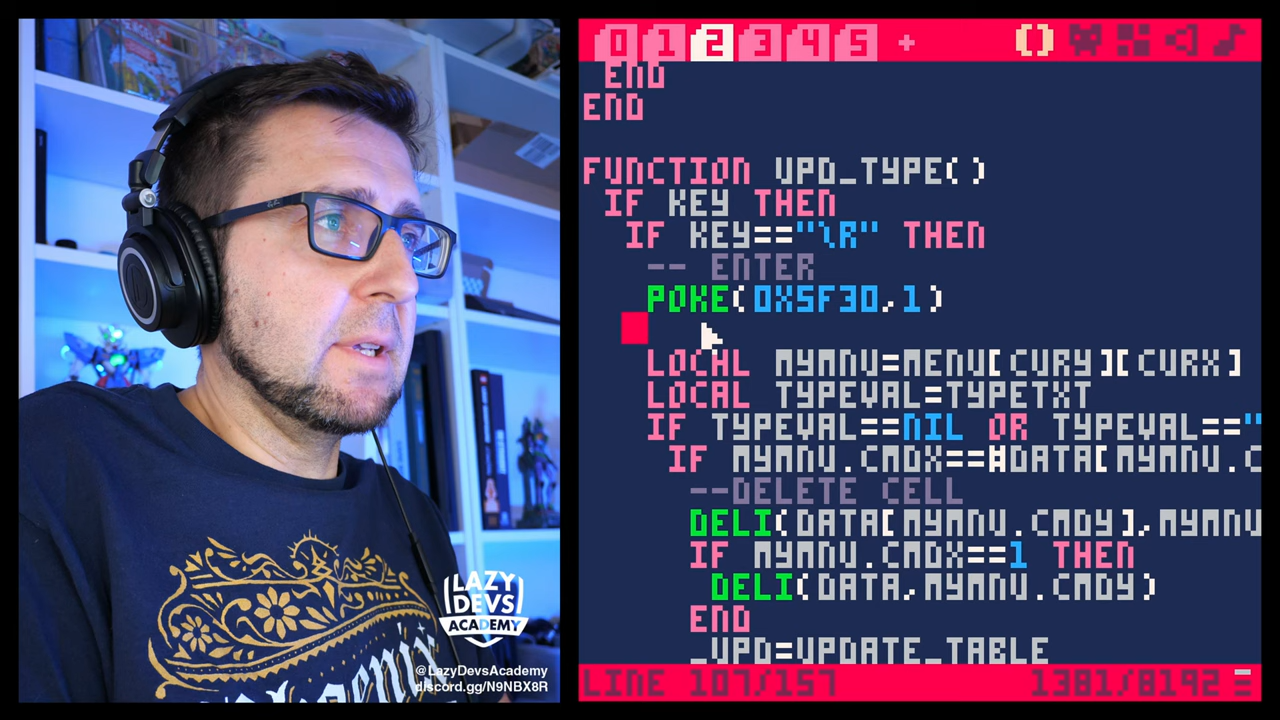 0 1 2 3 4 5 +
END
END
FUNCTION UPD_TYPE()
IF KEY THEN
IF KEY=="\R" THEN
-- ENTER
POKE(0X5F30,1)
LOCAL MYMNU=MENU[CURY][CURX]
LOCAL TYPEVAL=TYPETXT
IF TYPEVAL==NIL OR TYPEVAL=="
IF MYMNU.CMDX==#DATA[MYMNU.C
--DELETE CELL
DELI(DATA[MYMNU.CMDY],MYMNU
IF MYMNU.CMDX==1 THEN
DELI(DATA,MYMNU.CMDY)
END
_UPD=UPDATE_TABLE
LINE 107/157 1381/8192
LAZY
DEVS
ACADEMY
@LazyDevsAcademy
discord.gg/N9NBX8R